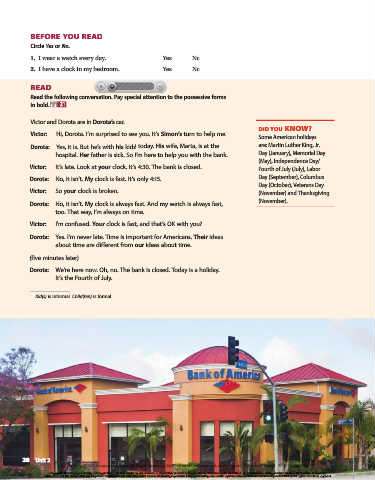 BEFORE YOU READ
Circle Yes or No.
1. I wear a watch every day. Yes No
2. I have a clock in my bedroom. Yes No
READ
Read the following conversation. Pay special attention to the possessive forms
in bold.
Victor and Dorota are in Dorota's car.
Victor: Hi, Dorota. I'm surprised to see you. It's Simon's turn to help me.
Dorota: Yes, it is. But he's with his kids! today. His wife, Marta, is at the
hospital. Her father is sick. So I'm here to help you with the bank.
Victor: It's late. Look at your clock. It's 4:30. The bank is closed.
Dorota: No, it isn't. My clock is fast. It's only 4:15.
Victor: So your clock is broken.
Dorota: No, it isn't. My clock is always fast. And my watch is always fast,
too. That way, I'm always on time.
Victor: I'm confused. Your clock is fast, and that's OK with you?
Dorota: Yes. I'm never late. Time is important for Americans. Their ideas
about time are different from our ideas about time.
(five minutes later)
Dorota: We're here now. Oh, no. The bank is closed. Today is a holiday.
It's the Fourth of July.
Kid(s) is informal. Child(ren) is formal.
DID YOU KNOW?
Some American holidays
are: Martin Luther King, Jr.
Day (January), Memorial Day
(May), Independence Day/
Fourth of July (July), Labor
Day (September), Columbus
Day (October), Veterans Day
(November) and Thanksgiving
(November).
Bank of America
Bank of America
38 Unit 2